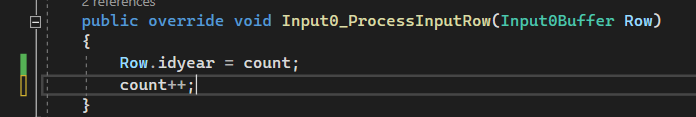 2 references
public override void Input0_ProcessInputRow(Input0Buffer Row)
{
Row.idyear = count;
count++;
}